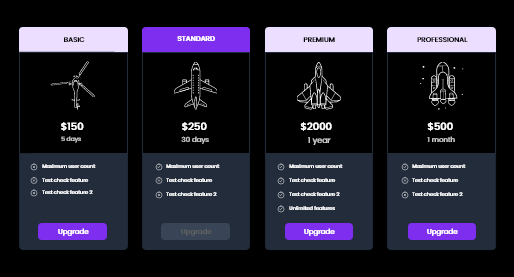 BASIC
$150
5 days
Maximum user count
Test check feature
Test check feature 2
Upgrade
STANDARD
$250
30 days
Maximum user count
Test check feature
Test check feature 2
Upgrade
PREMIUM
$2000
1 year
Maximum user count
Test check feature
Test check feature 2
Unlimited features
Upgrade
PROFESSIONAL
$500
1 month
Maximum user count
Test check feature
Test check feature 2
Upgrade